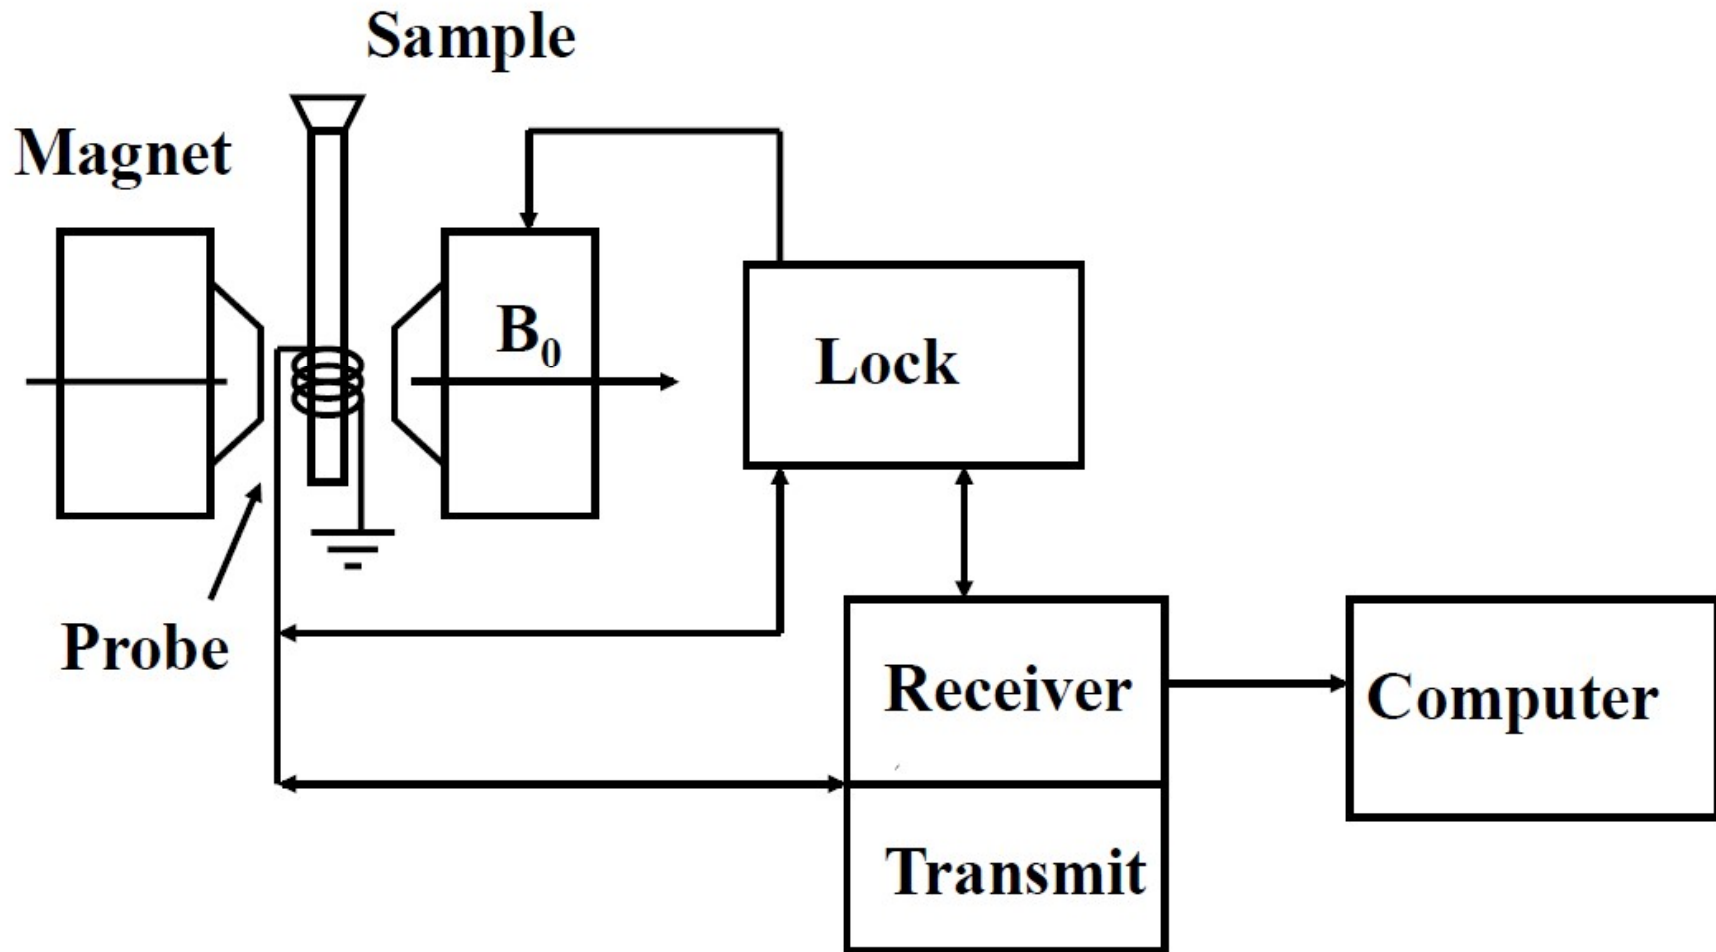 Sample
Magnet
B₀
Lock
Probe
Receiver
Computer
Transmit